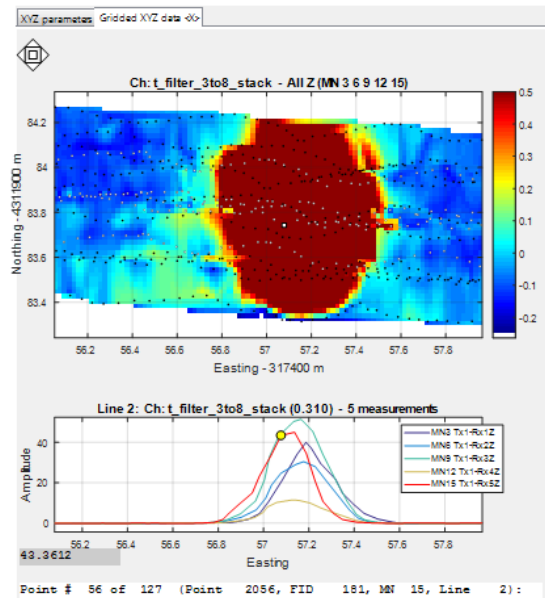 XYZ parameters Gridded XYZ data <X>
Ch: t_filter_3to8_stack - All Z (MN 3 6 9 12 15)
84.2
84
83.8
83.6
83.4
Northing - 4311900 m
56.2 56.4 56.6 56.8 57 57.2 57.4 57.6 57.8
Easting - 317400 m
0.5
0.4
0.3
0.2
0.1
0
-0.1
-0.2
Line 2: Ch: t_filter_3to8_stack (0.310) - 5 measurements
40
20
0
Amplitude
MN3 Tx1-Rx1Z
MN6 Tx1-Rx2Z
MN9 Tx1-Rx3Z
MN12 Tx1-Rx4Z
MN15 Tx1-Rx5Z
56.2 56.4 56.6 56.8 57 57.2 57.4 57.6 57.8
Easting
43.3612
Point # 56 of 127 (Point 2056, FID 181, MN 15, Line 2):